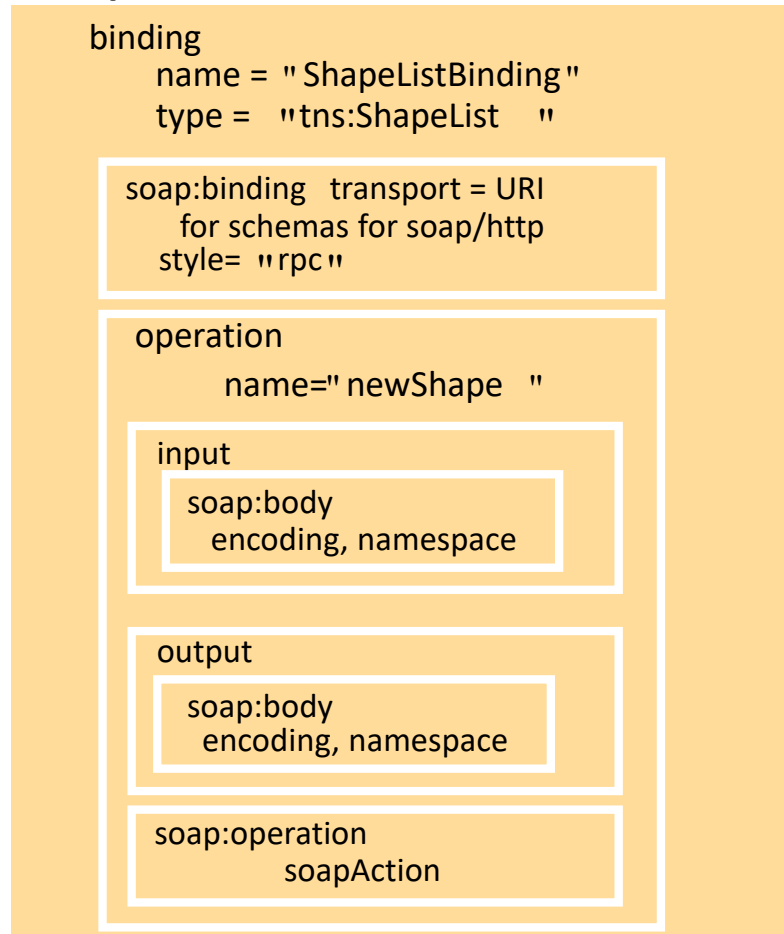 binding
name = "ShapeListBinding"
type = "tns:ShapeList "
soap:binding transport = URI
for schemas for soap/http
style= "rpc"
operation
name="newShape "
input
soap:body
encoding, namespace
output
soap:body
encoding, namespace
soap:operation
soapAction